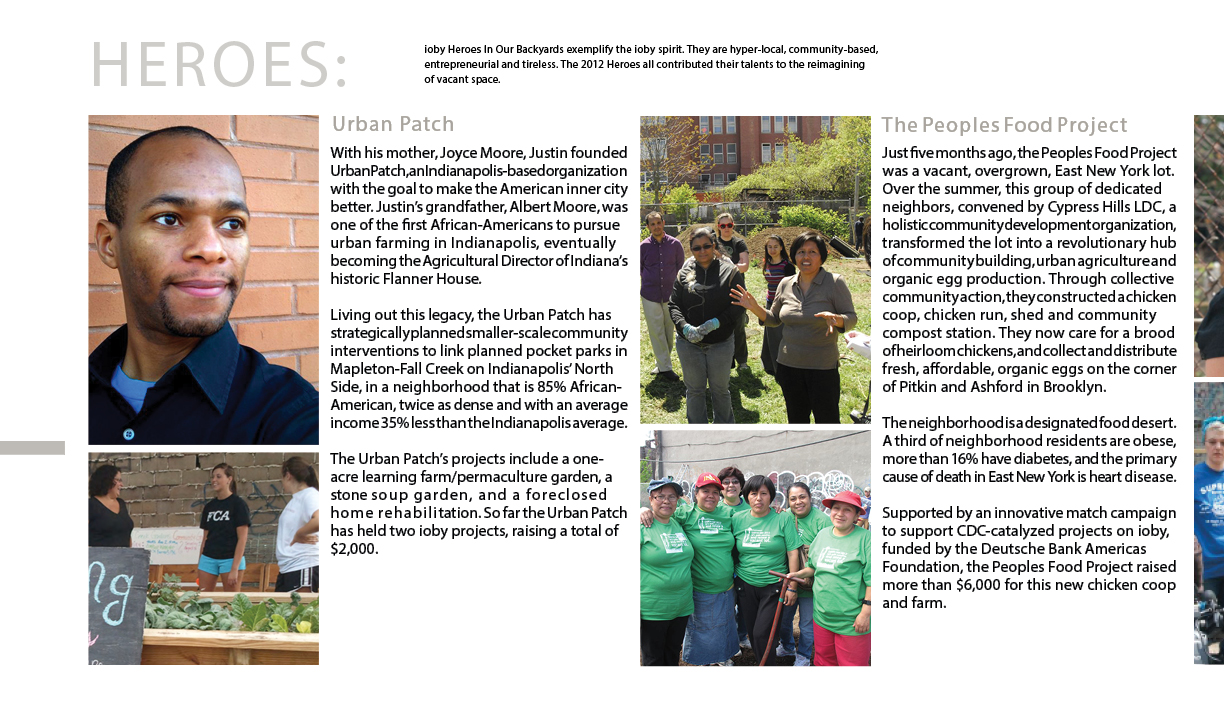 HEROES:
ioby Heroes In Our Backyards exemplify the ioby spirit. They are hyper-local, community-based,
entrepreneurial and tireless. The 2012 Heroes all contributed their talents to the reimagining
of vacant space.
Urban Patch
With his mother, Joyce Moore, Justin founded
Urban Patch, an Indianapolis-based organization
with the goal to make the American inner city
better. Justin's grandfather, Albert Moore, was
one of the first African-Americans to pursue
urban farming in Indianapolis, eventually
becoming the Agricultural Director of Indiana's
historic Flanner House.
Living out this legacy, the Urban Patch has
strategically planned smaller-scale community
interventions to link planned pocket parks in
Mapleton-Fall Creek on Indianapolis' North
Side, in a neighborhood that is 85% African-
American, twice as dense and with an average
income 35% less than the Indianapolis average.
The Urban Patch's projects include a one-
acre learning farm/permaculture garden, a
stone soup garden, and a foreclosed
home rehabilitation. So far the Urban Patch
has held two ioby projects, raising a total of
$2,000.
FCA
ng
The Peoples Food Project
Just five months ago, the Peoples Food Project
was a vacant, overgrown, East New York lot.
Over the summer, this group of dedicated
neighbors, convened by Cypress Hills LDC, a
holistic community development organization,
transformed the lot into a revolutionary hub
of community building, urban agriculture and
organic egg production. Through collective
community action, they constructed a chicken
coop, chicken run, shed and community
compost station. They now care for a brood
of heirloom chickens, and collect and distribute
fresh, affordable, organic eggs on the corner
of Pitkin and Ashford in Brooklyn.
The neighborhood is a designated food desert.
A third of neighborhood residents are obese,
more than 16% have diabetes, and the primary
cause of death in East New York is heart disease.
Supported by an innovative match campaign
to support CDC-catalyzed projects on ioby,
funded by the Deutsche Bank Americas
Foundation, the Peoples Food Project raised
more than $6,000 for this new chicken coop
and farm.